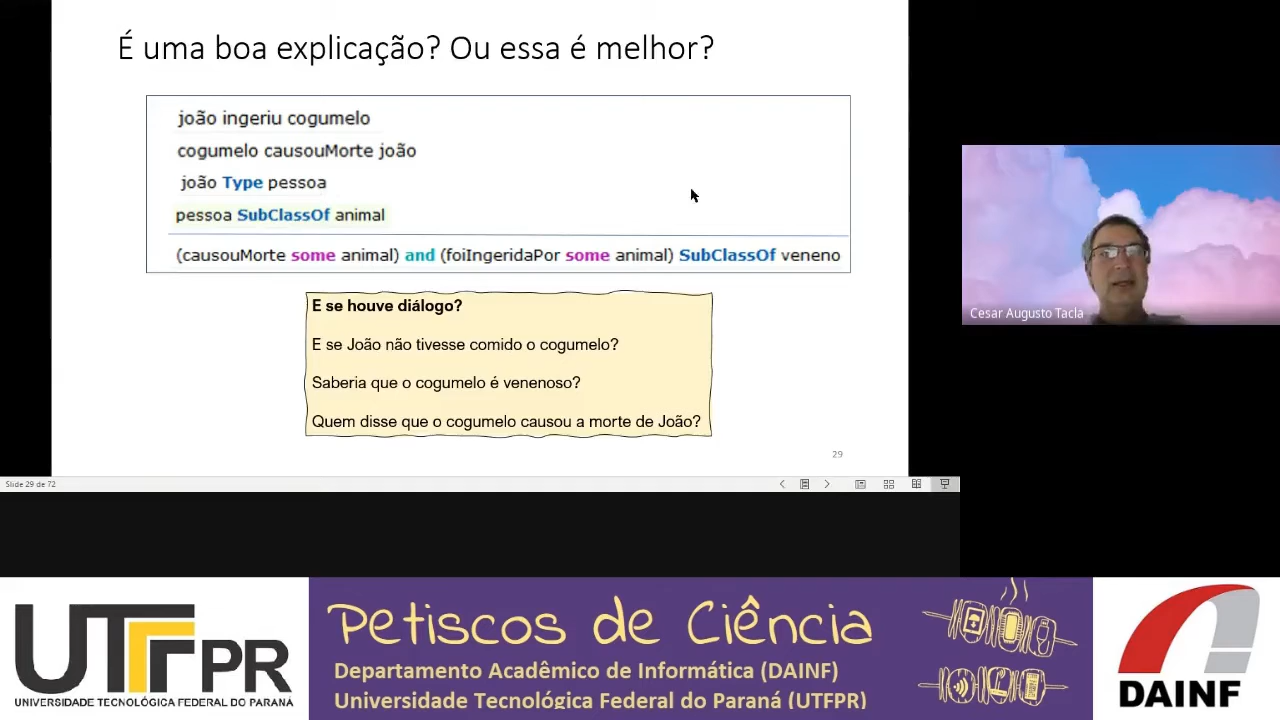 É uma boa explicação? Ou essa é melhor?
joão ingeriu cogumelo
cogumelo causouMorte joão
joão Type pessoa
pessoa SubClassOf animal
(causouMorte some animal) and (foiIngeridaPor some animal) SubClassOf veneno
E se houve diálogo?
E se João não tivesse comido o cogumelo?
Saberia que o cogumelo é venenoso?
Quem disse que o cogumelo causou a morte de João?
29
Slide 29 de 72
Cesar Augusto Tacla
UTFPR
UNIVERSIDADE TECNOLÓGICA FEDERAL DO PARANÁ
Petiscos de Ciência
Departamento Acadêmico de Informática (DAINF)
Universidade Tecnológica Federal do Paraná (UTFPR)
DAINF